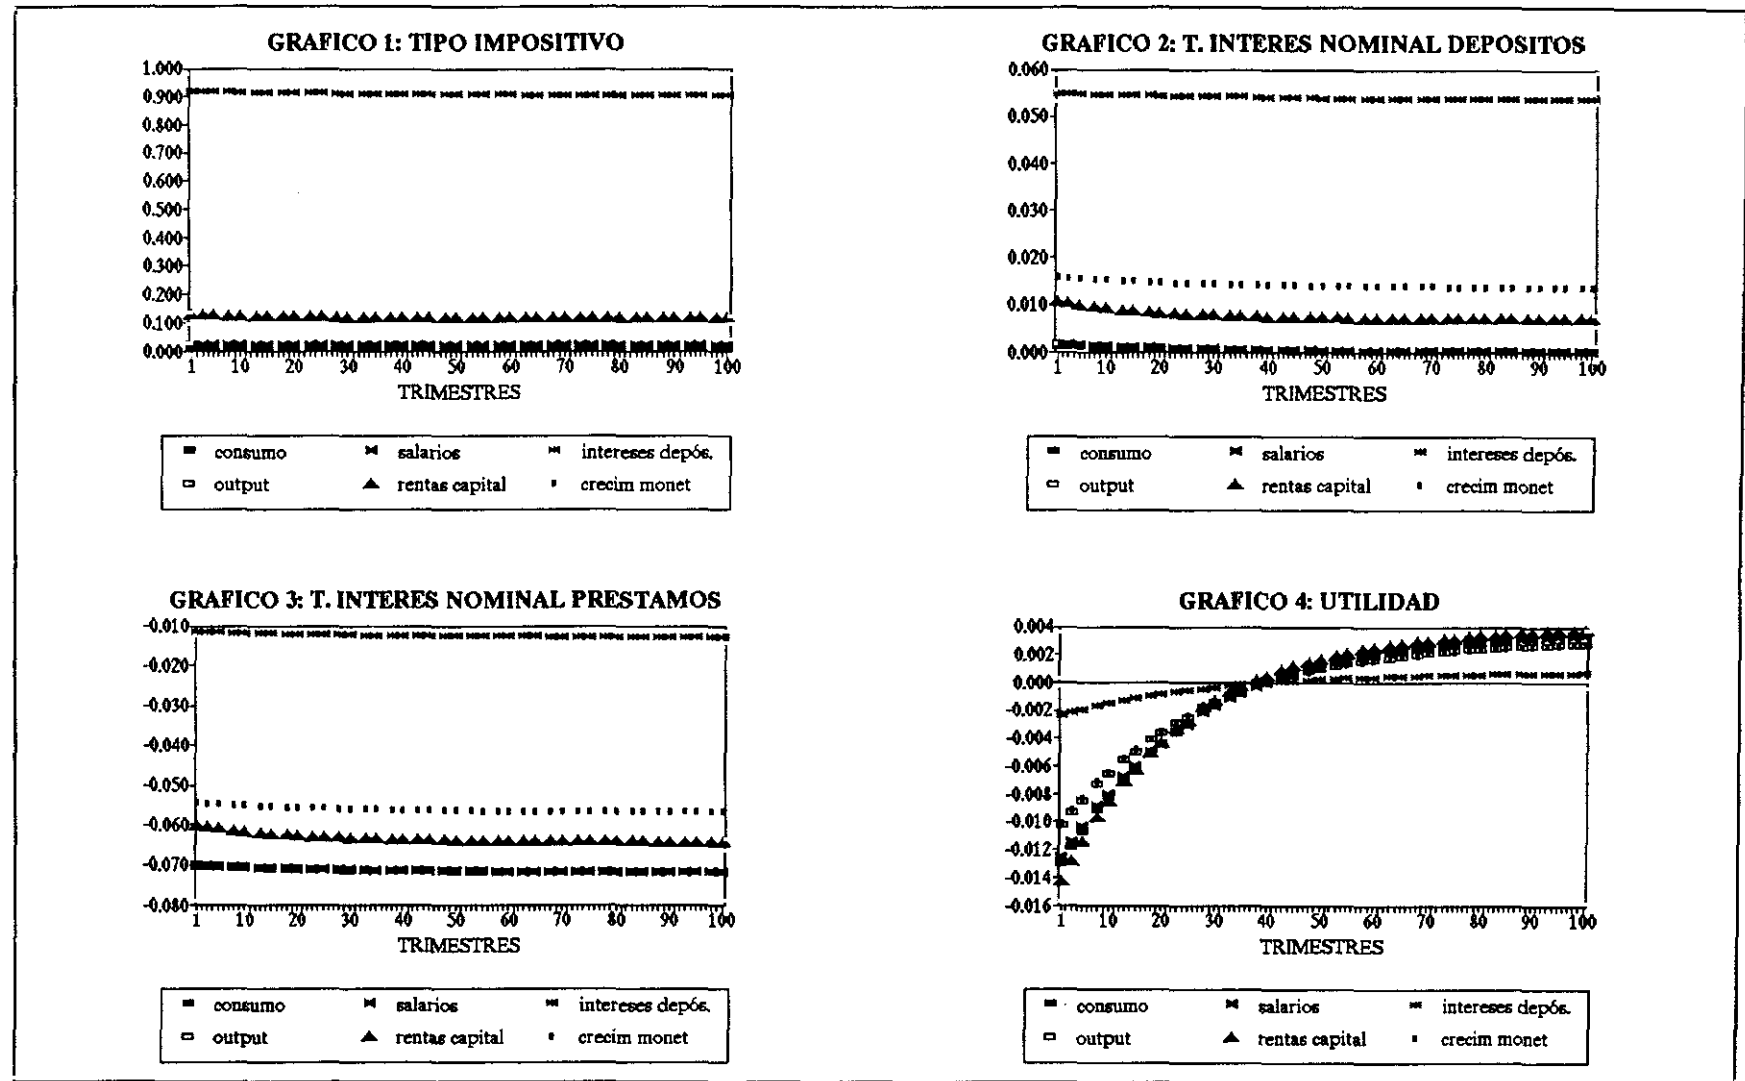 GRAFICO 1: TIPO IMPOSITIVO
1.000
0.900
0.800
0.700
0.600
0.500
0.400
0.300
0.200
0.100
0.000
1 10 20 30 40 50 60 70 80 90 100
TRIMESTRES
consumo salarios intereses depós.
output rentas capital crecim monet
GRAFICO 2: T. INTERES NOMINAL DEPOSITOS
0.060
0.050
0.040
0.030
0.020
0.010
0.000
1 10 20 30 40 50 60 70 80 90 100
TRIMESTRES
consumo salarios intereses depós.
output rentas capital crecim monet
GRAFICO 3: T. INTERES NOMINAL PRESTAMOS
-0.010
-0.020
-0.030
-0.040
-0.050
-0.060
-0.070
-0.080
1 10 20 30 40 50 60 70 80 90 100
TRIMESTRES
consumo salarios intereses depós.
output rentas capital crecim monet
GRAFICO 4: UTILIDAD
0.004
0.002
0.000
-0.002
-0.004
-0.006
-0.008
-0.010
-0.012
-0.014
-0.016
1 10 20 30 40 50 60 70 80 90 100
TRIMESTRES
consumo salarios intereses depós.
output rentas capital crecim monet